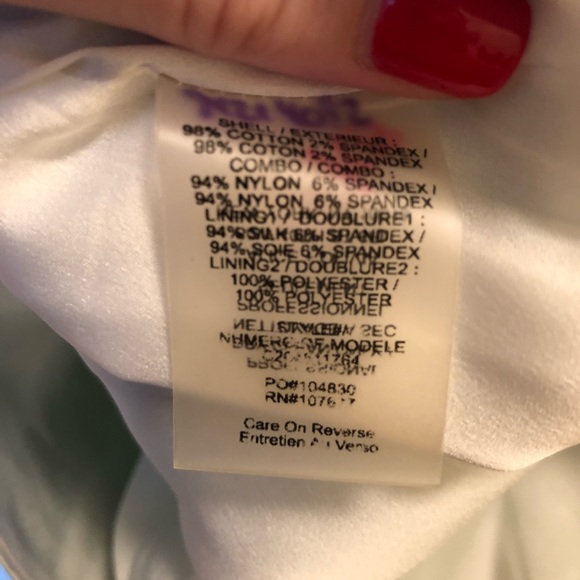 SHELL / EXTERIEUR :
98% COTTON 2% SPANDEX /
98% COTON 2% SPANDEX
COMBO / COMBO :
94% NYLON 6% SPANDEX /
94% NYLON 6% SPANDEX
LINING1 / DOUBLURE1 :
94% SILK 6% SPANDEX /
94% SOIE 6% SPANDEX
LINING2 / DOUBLURE2 :
100% POLYESTER /
100% POLYESTER
STYLE#/
NUMERO DE MODELE
PO#104830
Care On Reverse
Entretien Au Verso